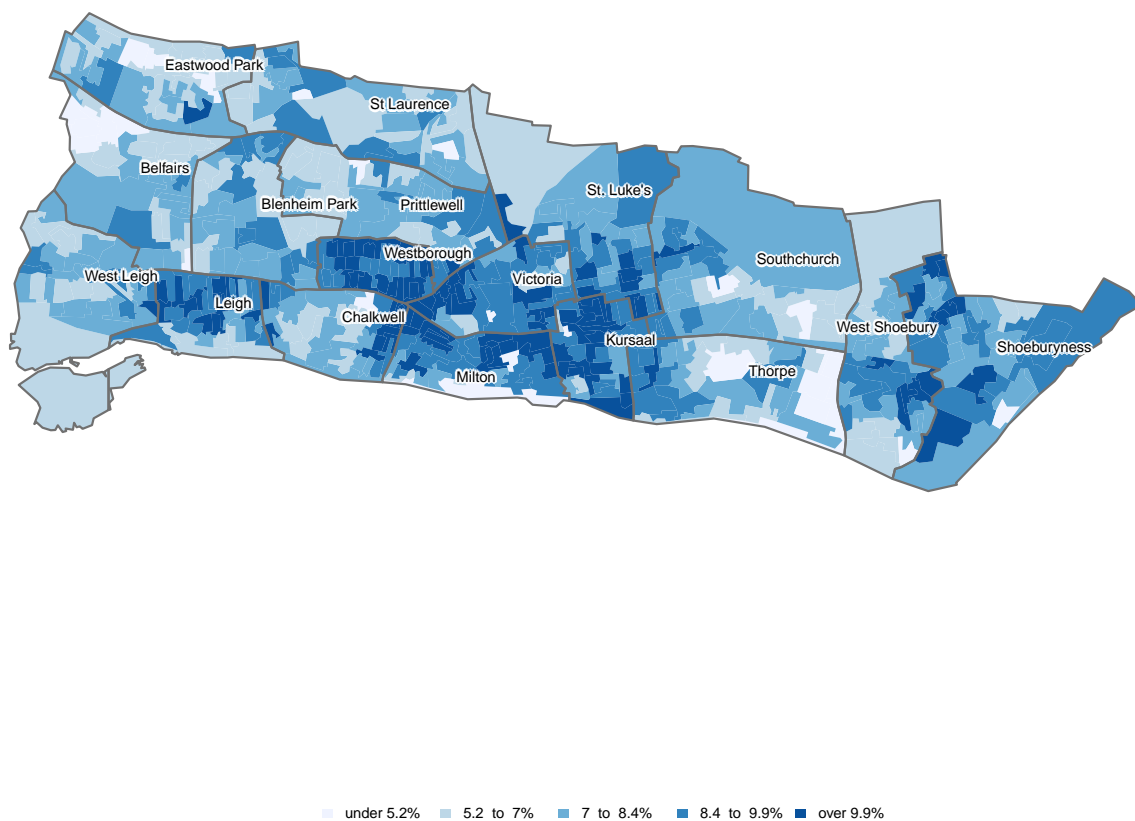 Eastwood Park
St Laurence
Belfairs
St. Luke's
Blenheim Park
Prittlewell
Westborough
Southchurch
West Leigh
Victoria
Leigh
Chalkwell
West Shoebury
Kursaal
Shoeburyness
Thorpe
Milton
under 5.2% 5.2 to 7% 7 to 8.4% 8.4 to 9.9% over 9.9%